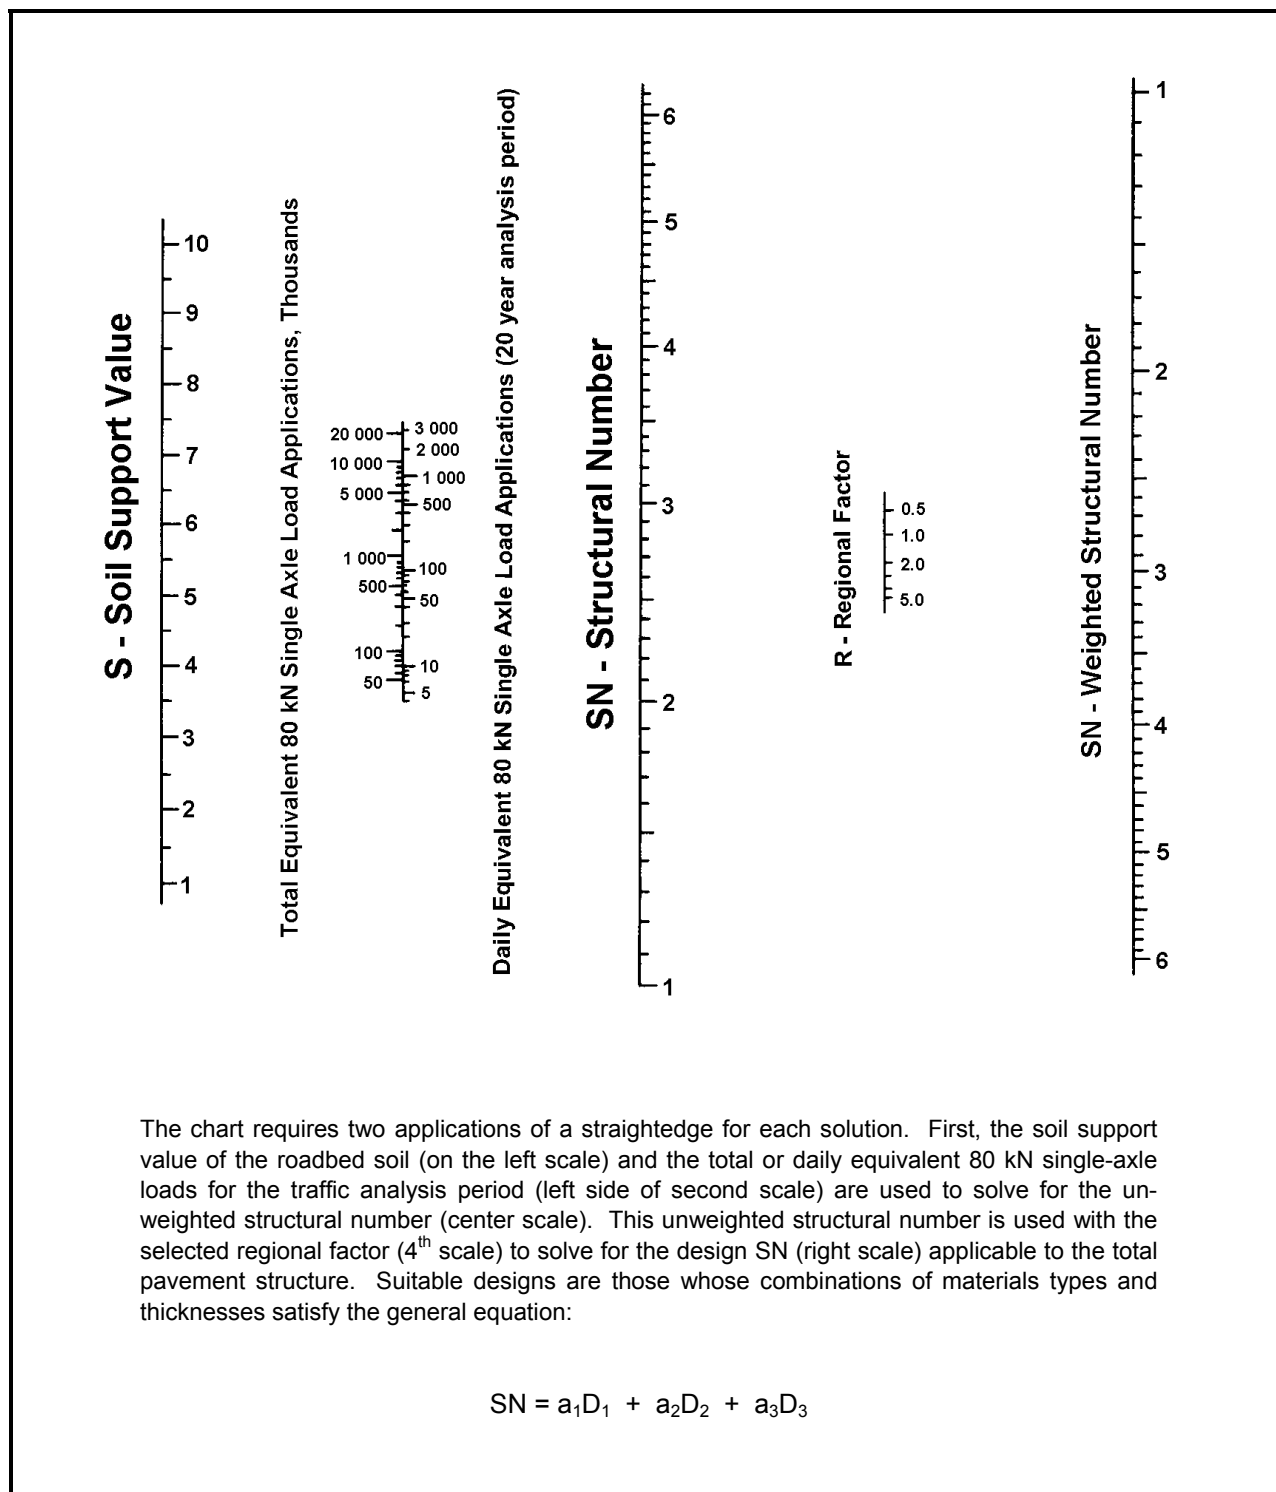 S - Soil Support Value
10
9
8
7
6
5
4
3
2
1
Total Equivalent 80 kN Single Axle Load Applications, Thousands
20 000
10 000
5 000
1 000
500
100
50
3 000
2 000
1 000
500
100
50
10
5
Daily Equivalent 80 kN Single Axle Load Applications (20 year analysis period)
SN - Structural Number
6
5
4
3
2
1
R - Regional Factor
0.5
1.0
2.0
5.0
SN - Weighted Structural Number
1
2
3
4
5
6
The chart requires two applications of a straightedge for each solution. First, the soil support
value of the roadbed soil (on the left scale) and the total or daily equivalent 80 kN single-axle
loads for the traffic analysis period (left side of second scale) are used to solve for the un-
weighted structural number (center scale). This unweighted structural number is used with the
selected regional factor (4th scale) to solve for the design SN (right scale) applicable to the total
pavement structure. Suitable designs are those whose combinations of materials types and
thicknesses satisfy the general equation:
SN = a1D1 + a2D2 + a3D3